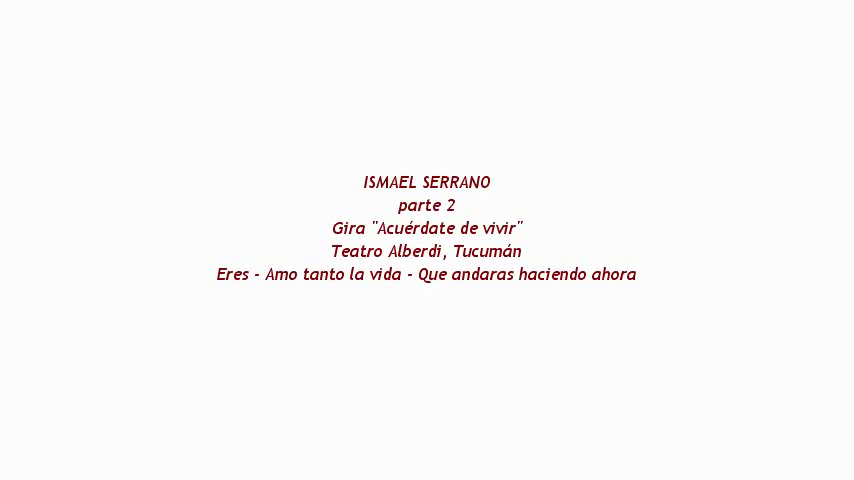 ISMAEL SERRANO
parte 2
Gira "Acuérdate de vivir"
Teatro Alberdi, Tucumán
Eres - Amo tanto la vida - Que andaras haciendo ahora